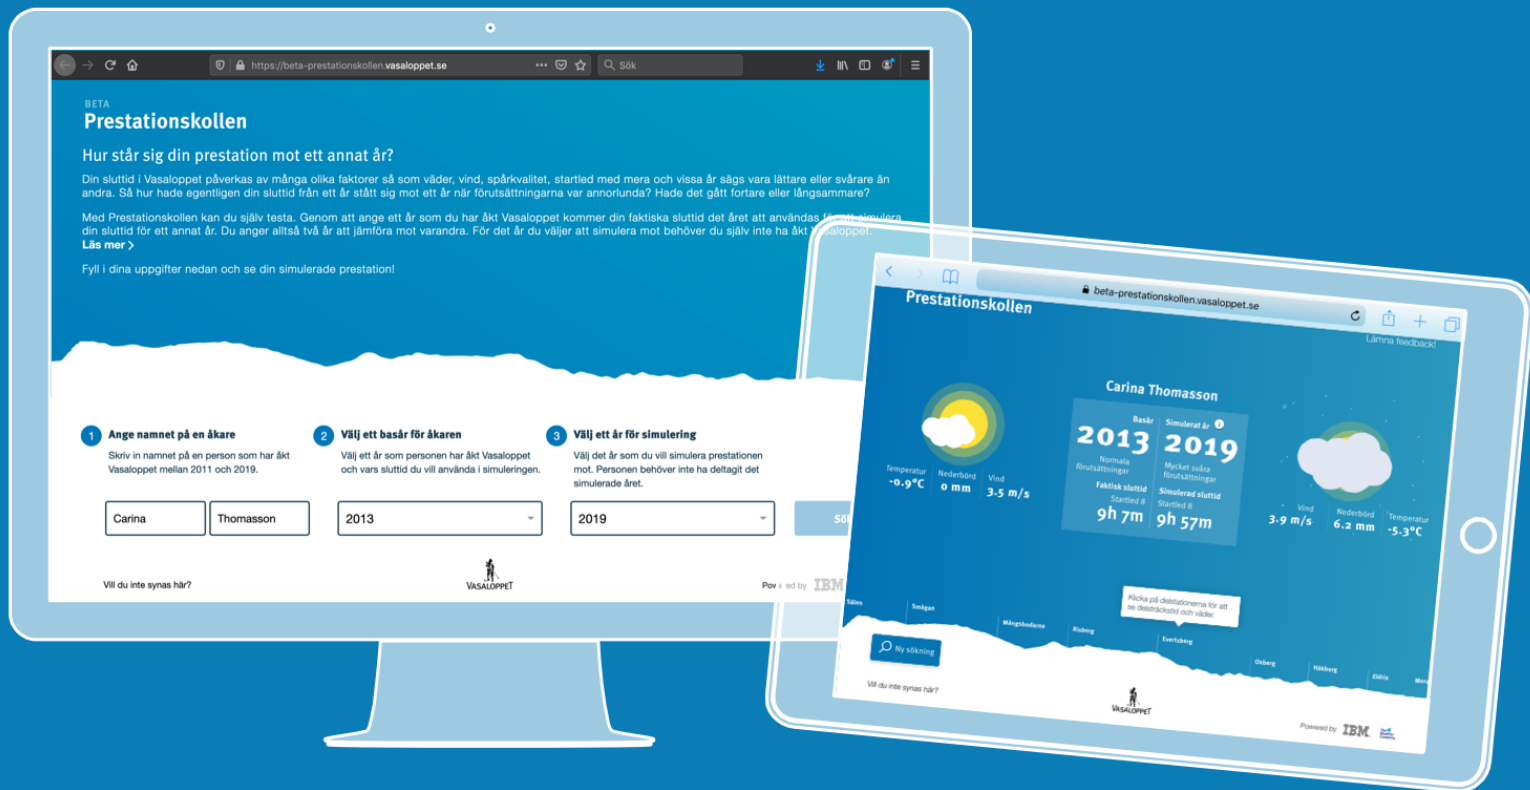 https://beta-prestationskollen.vasaloppet.se
Sök
BETA
Prestationskollen
Hur står sig din prestation mot ett annat år?
Din sluttid i Vasaloppet påverkas av många olika faktorer så som väder, vind, spårkvalitet, startled med mera och vissa år sägs vara lättare eller svårare än
andra. Så hur hade egentligen din sluttid från ett år stått sig mot ett år när förutsättningarna var annorlunda? Hade det gått fortare eller långsammare?
Med Prestationskollen kan du själv testa. Genom att ange ett år som du har åkt Vasaloppet kommer din faktiska sluttid det året att användas för att simulera
din sluttid för ett annat år. Du anger alltså två år att jämföra mot varandra. För det år du väljer att simulera mot behöver du själv inte ha åkt Vasaloppet.
Läs mer >
Fyll i dina uppgifter nedan och se din simulerade prestation!
1 Ange namnet på en åkare
Skriv in namnet på en person som har åkt
Vasaloppet mellan 2011 och 2019.
Carina
Thomasson
2 Välj ett basår för åkaren
Välj ett år som personen har åkt Vasaloppet
och vars sluttid du vill använda i simuleringen.
2013
3 Välj ett år för simulering
Välj det år som du vill simulera prestationen
mot. Personen behöver inte ha deltagit det
simulerade året.
2019
Vill du inte synas här?
VASALOPPET
Powered by IBM
beta-prestationskollen.vasaloppet.se
Prestationskollen
Lämna feedback!
Carina Thomasson
Basår Simulerat år
2013 2019
Normala
förutsättningar
Mycket svåra
förutsättningar
Faktisk sluttid Simulerad sluttid
Startled 8 Startled 8
9h 7m 9h 57m
Temperatur Nederbörd Vind
-0.9°C 0 mm 3.5 m/s
Vind Nederbörd Temperatur
3.9 m/s 6.2 mm -5.3°C
Klicka på delstationerna för att
se delsträckstid och väder.
Sälen
Smågan
Mångsbodarna
Risberg
Evertsberg
Oxberg
Hökberg
Eldris
Ny sökning
Vill du inte synas här?
VASALOPPET
Powered by IBM